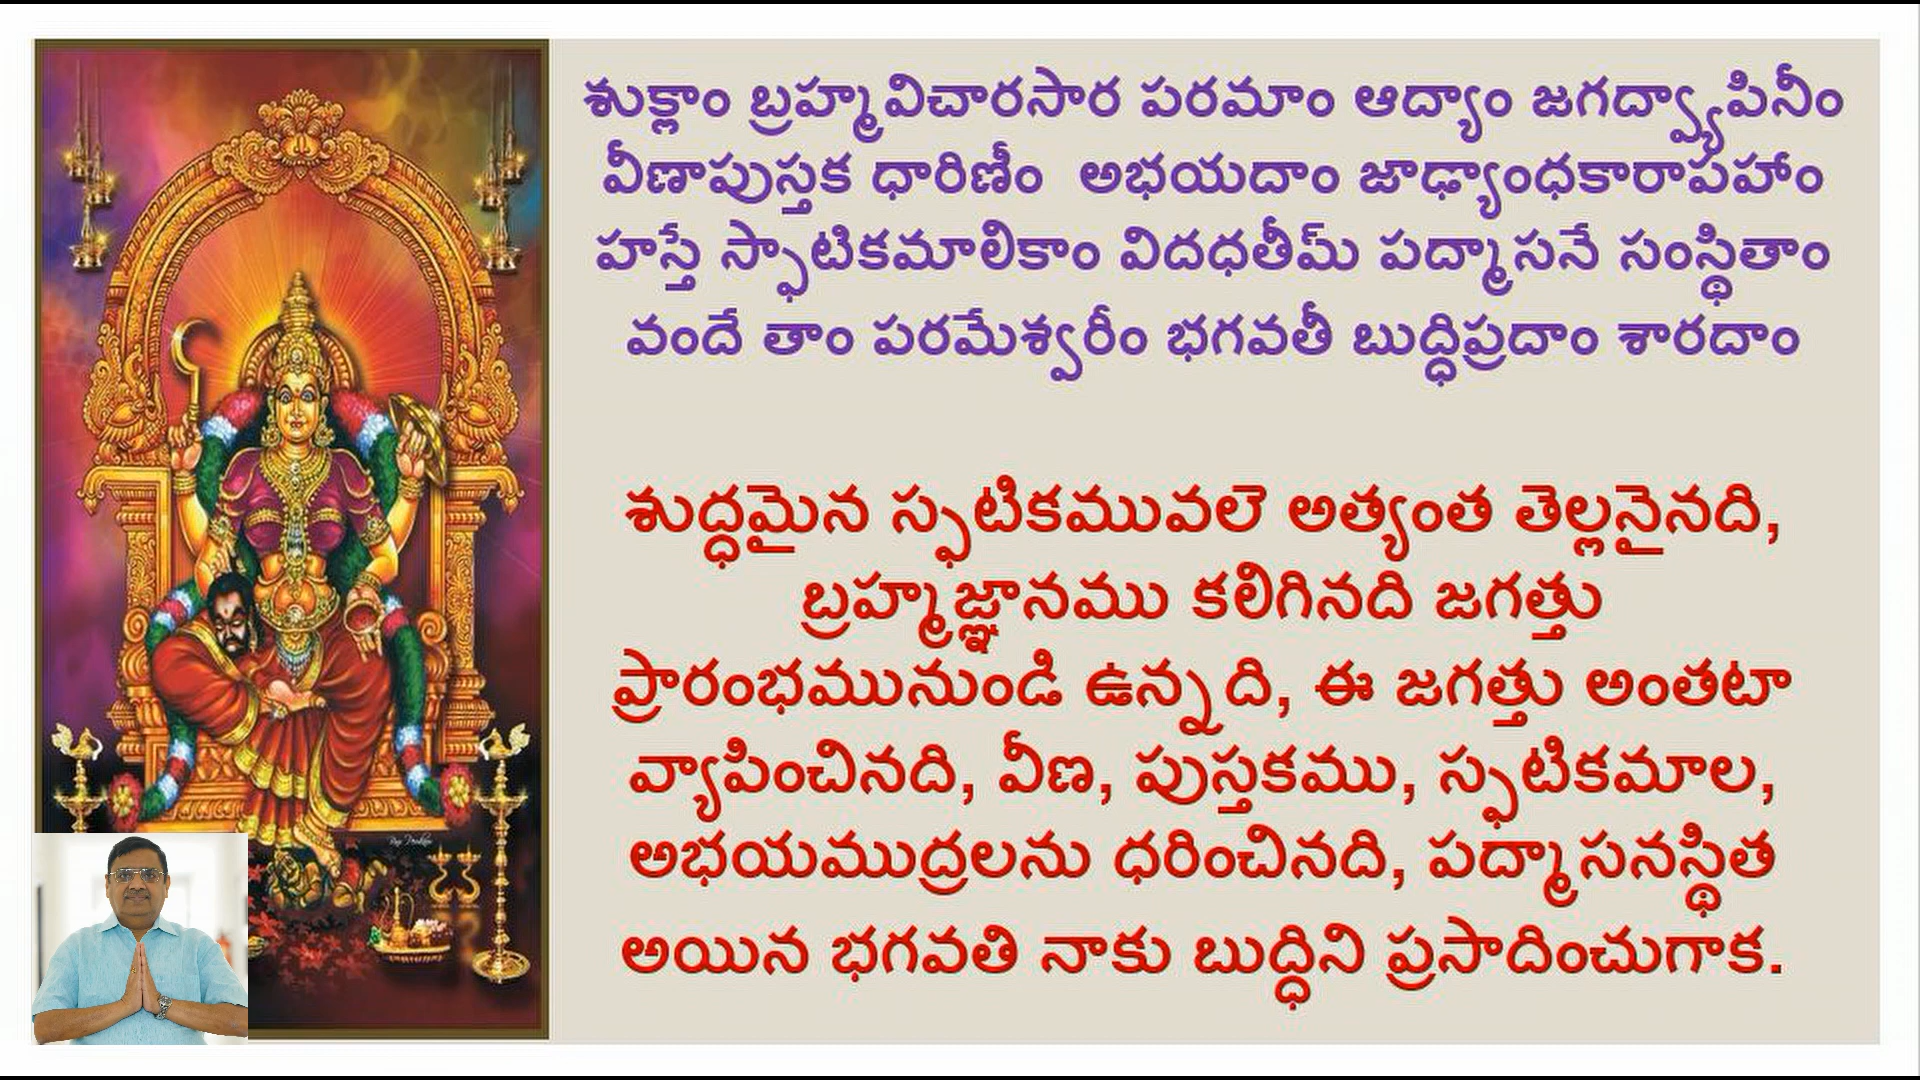 శుక్లాం బ్రహ్మవిచారసార పరమాం ఆద్యాం జగద్వ్యాపినీం
వీణాపుస్తక ధారిణీం అభయదాం జాఢ్యాంధకారాపహాం
హస్తే స్ఫాటికమాలికాం విదధతీమ్ పద్మాసనే సంస్థితాం
వందే తాం పరమేశ్వరీం భగవతీ బుద్ధిప్రదాం శారదాం
శుద్ధమైన స్ఫటికమువలె అత్యంత తెల్లనైనది,
బ్రహ్మజ్ఞానము కలిగినది జగత్తు
ప్రారంభమునుండి ఉన్నది, ఈ జగత్తు అంతటా
వ్యాపించినది, వీణ, పుస్తకము, స్ఫటికమాల,
అభయముద్రలను ధరించినది, పద్మాసనస్థిత
అయిన భగవతి నాకు బుద్ధిని ప్రసాదించుగాక.